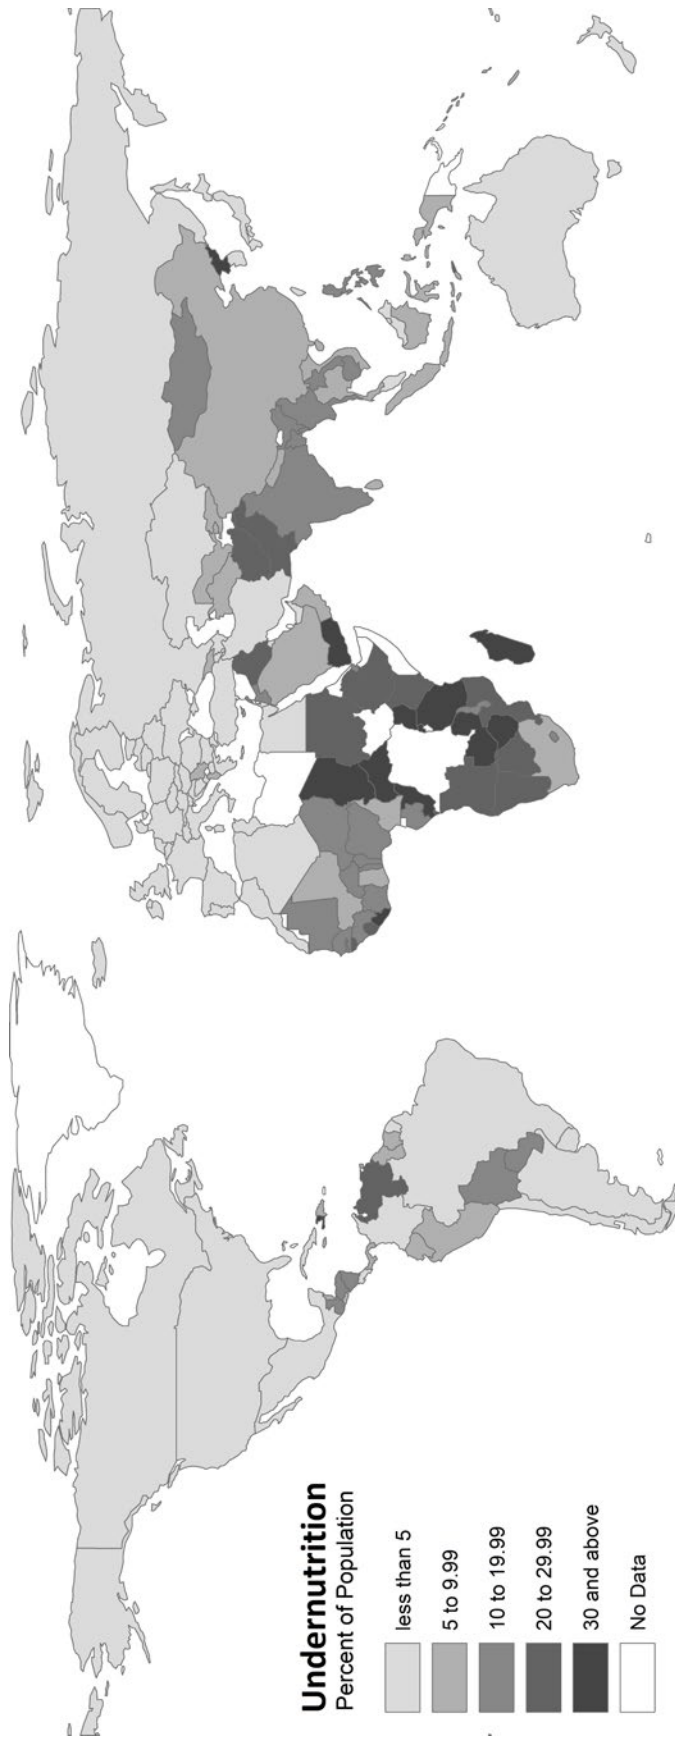 Undernutrition
Percent of Population
less than 5
5 to 9.99
10 to 19.99
20 to 29.99
30 and above
No Data